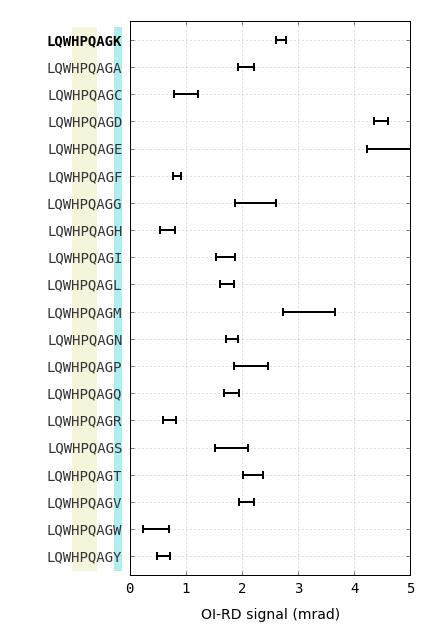 LQWHPQAGK
LQWHPQAGA
LQWHPQAGC
LQWHPQAGD
LQWHPQAGE
LQWHPQAGF
LQWHPQAGG
LQWHPQAGH
LQWHPQAGI
LQWHPQAGL
LQWHPQAGM
LQWHPQAGN
LQWHPQAGP
LQWHPQAGQ
LQWHPQAGR
LQWHPQAGS
LQWHPQAGT
LQWHPQAGV
LQWHPQAGW
LQWHPQAGY
0 1 2 3 4 5
OI-RD signal (mrad)